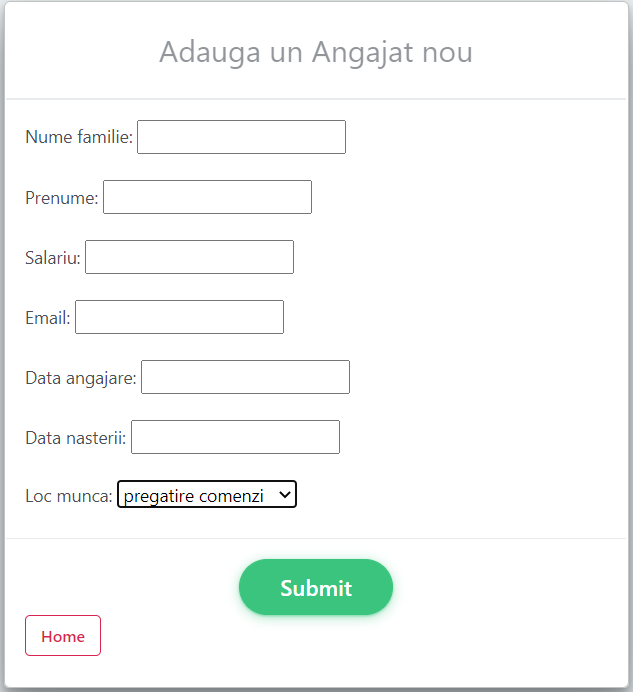 Adauga un Angajat nou
Nume familie:
Prenume:
Salariu:
Email:
Data angajare:
Data nasterii:
Loc munca: pregatire comenzi
Submit
Home